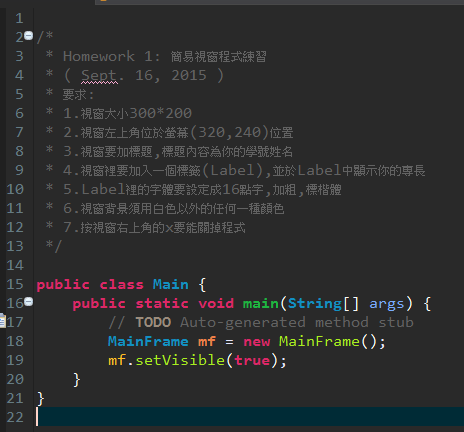 1
2 /*
3  * Homework 1: 簡易視窗程式練習
4  * ( Sept. 16, 2015 )
5  * 要求:
6  * 1.視窗大小300*200
7  * 2.視窗左上角位於螢幕(320,240)位置
8  * 3.視窗要加標題,標題內容為你的學號姓名
9  * 4.視窗裡要加入一個標籤(Label),並於Label中顯示你的專長
10  * 5.Label裡的字體要設定成16點字,加粗,標楷體
11  * 6.視窗背景須用白色以外的任何一種顏色
12  * 7.按視窗右上角的x要能關掉程式
13  */
14
15 public class Main {
16     public static void main(String[] args) {
17         // TODO Auto-generated method stub
18         MainFrame mf = new MainFrame();
19         mf.setVisible(true);
20     }
21 }
22